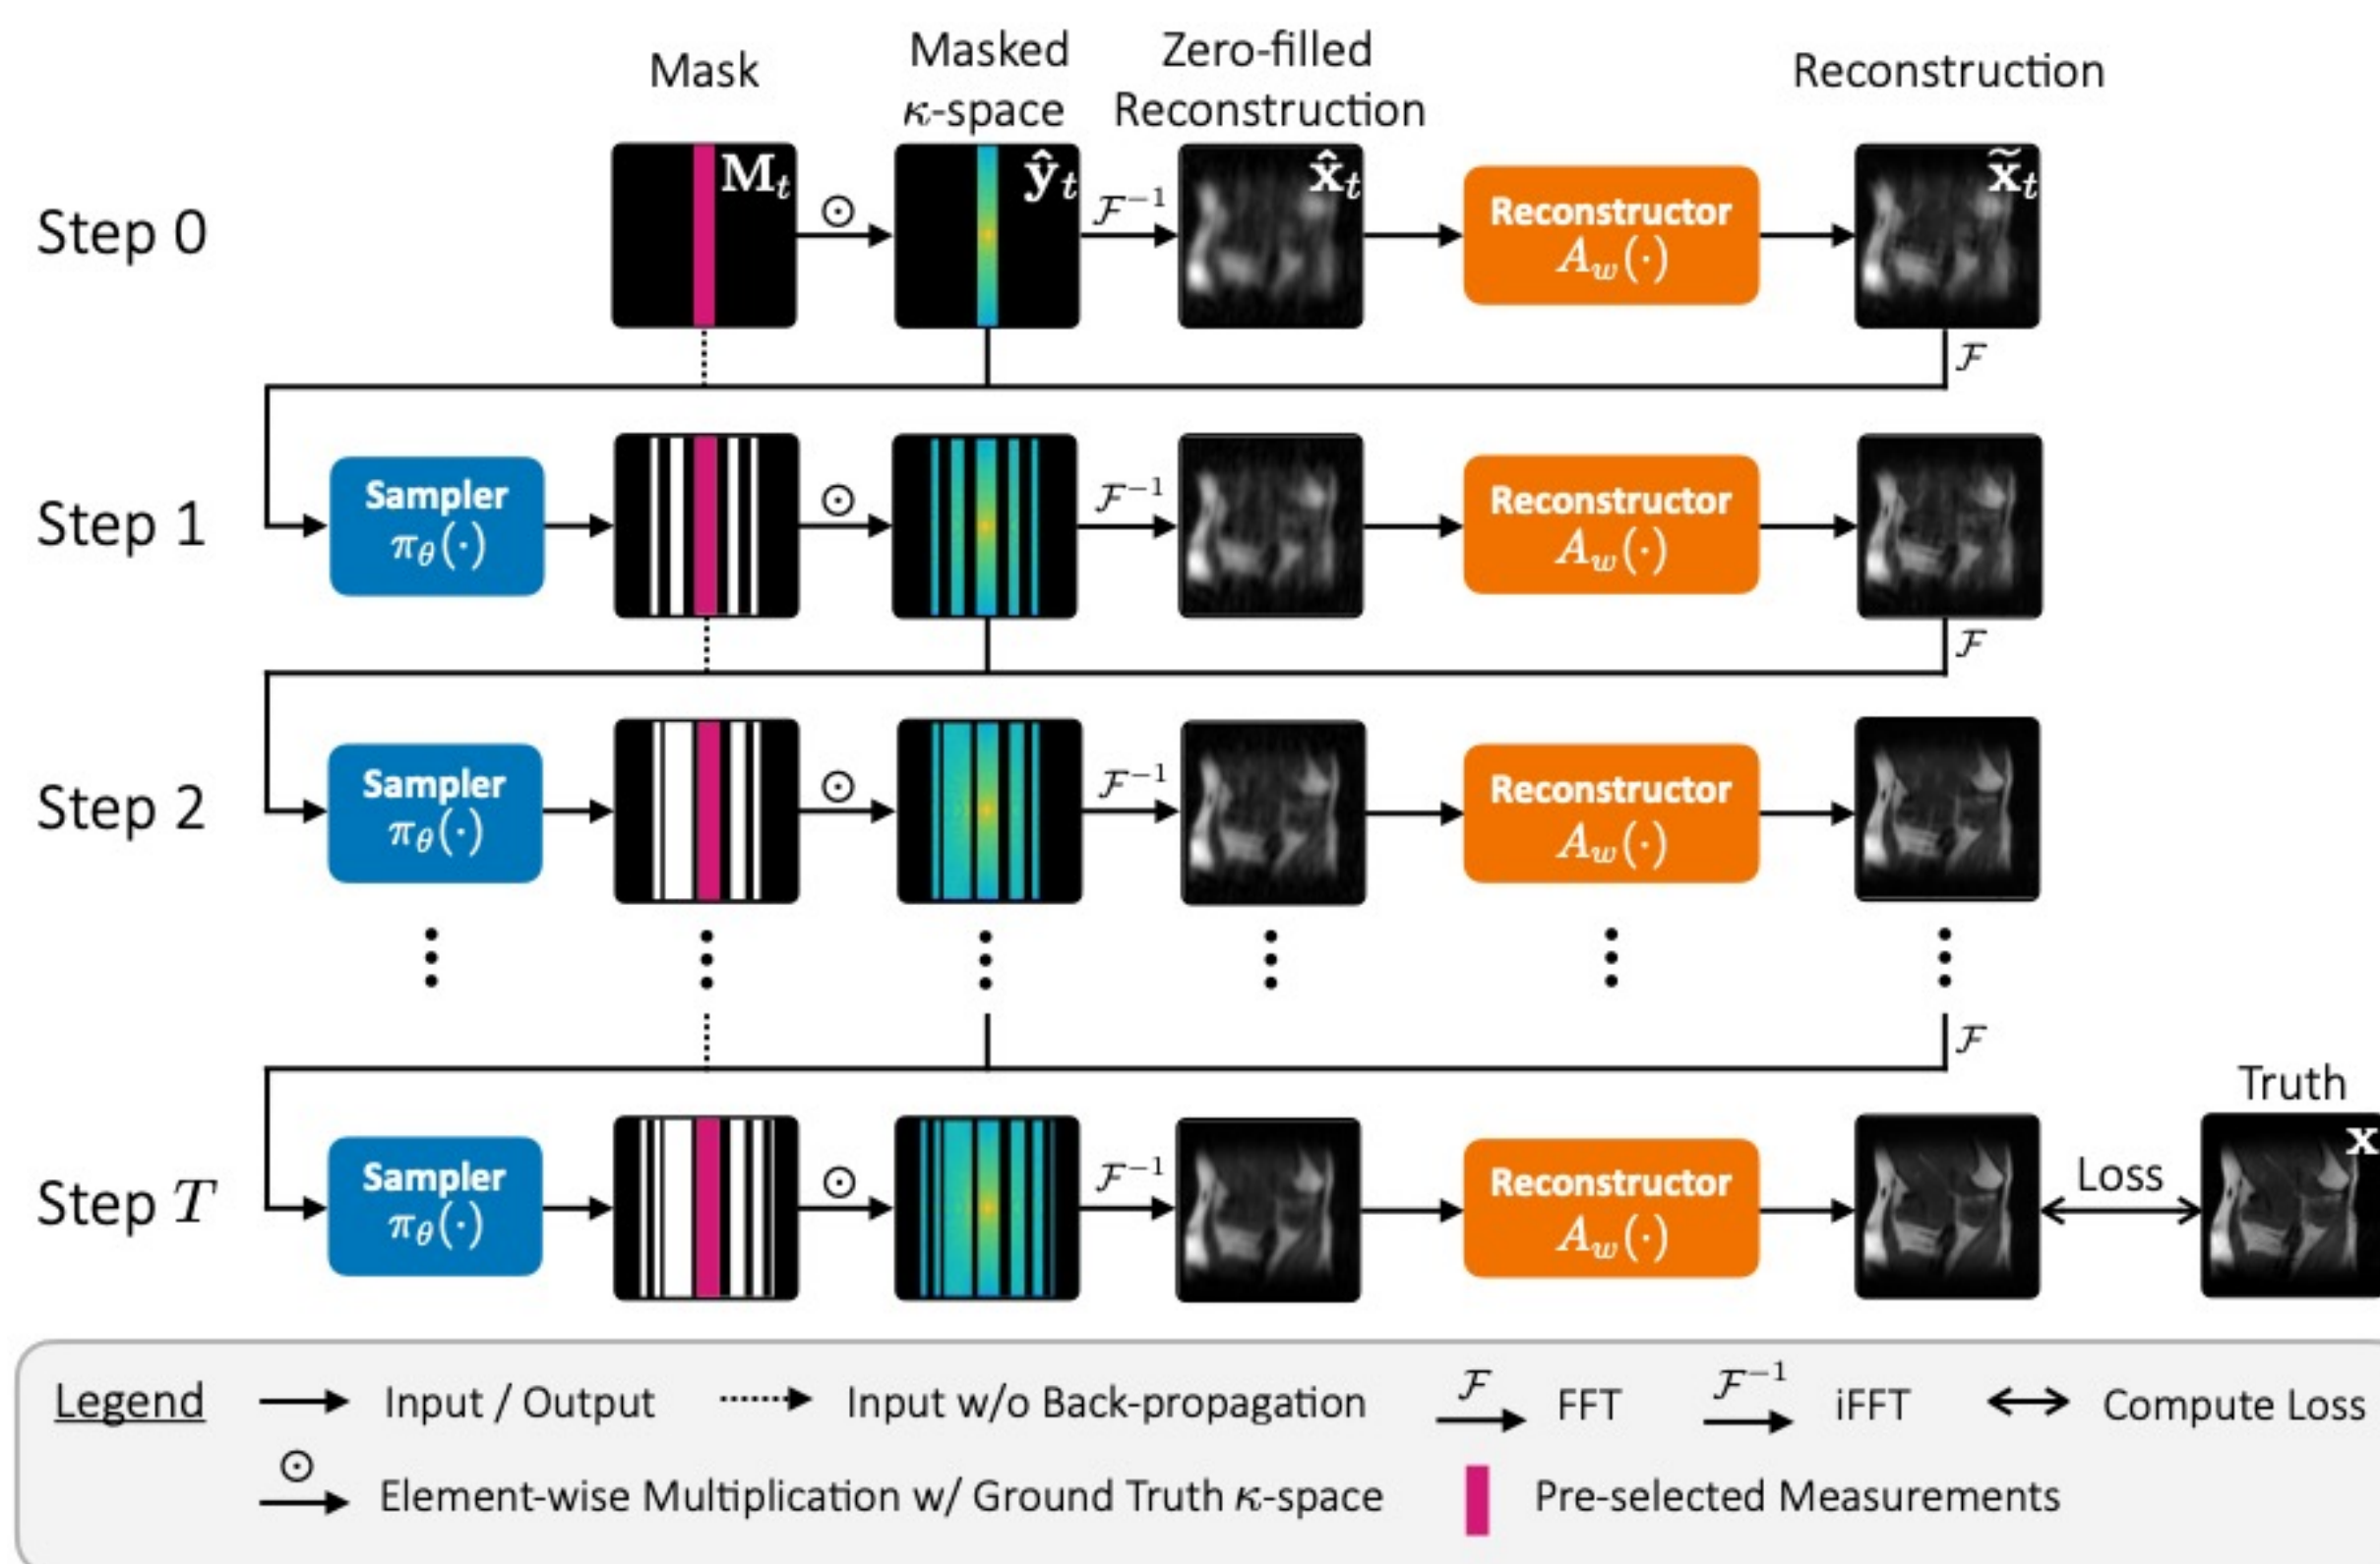 Mask
Masked
κ-space
Zero-filled
Reconstruction
Reconstruction
Step 0
M_t
⊙
ŷ_t
𝓕⁻¹
x̂_t
Reconstructor
A_w(·)
x̃_t
𝓕
Step 1
Sampler
π_θ(·)
⊙
𝓕⁻¹
Reconstructor
A_w(·)
𝓕
Step 2
Sampler
π_θ(·)
⊙
𝓕⁻¹
Reconstructor
A_w(·)
𝓕
Step T
Sampler
π_θ(·)
⊙
𝓕⁻¹
Reconstructor
A_w(·)
Loss
Truth
x
Legend
Input / Output
Input w/o Back-propagation
𝓕
FFT
𝓕⁻¹
iFFT
Compute Loss
⊙
Element-wise Multiplication w/ Ground Truth κ-space
Pre-selected Measurements